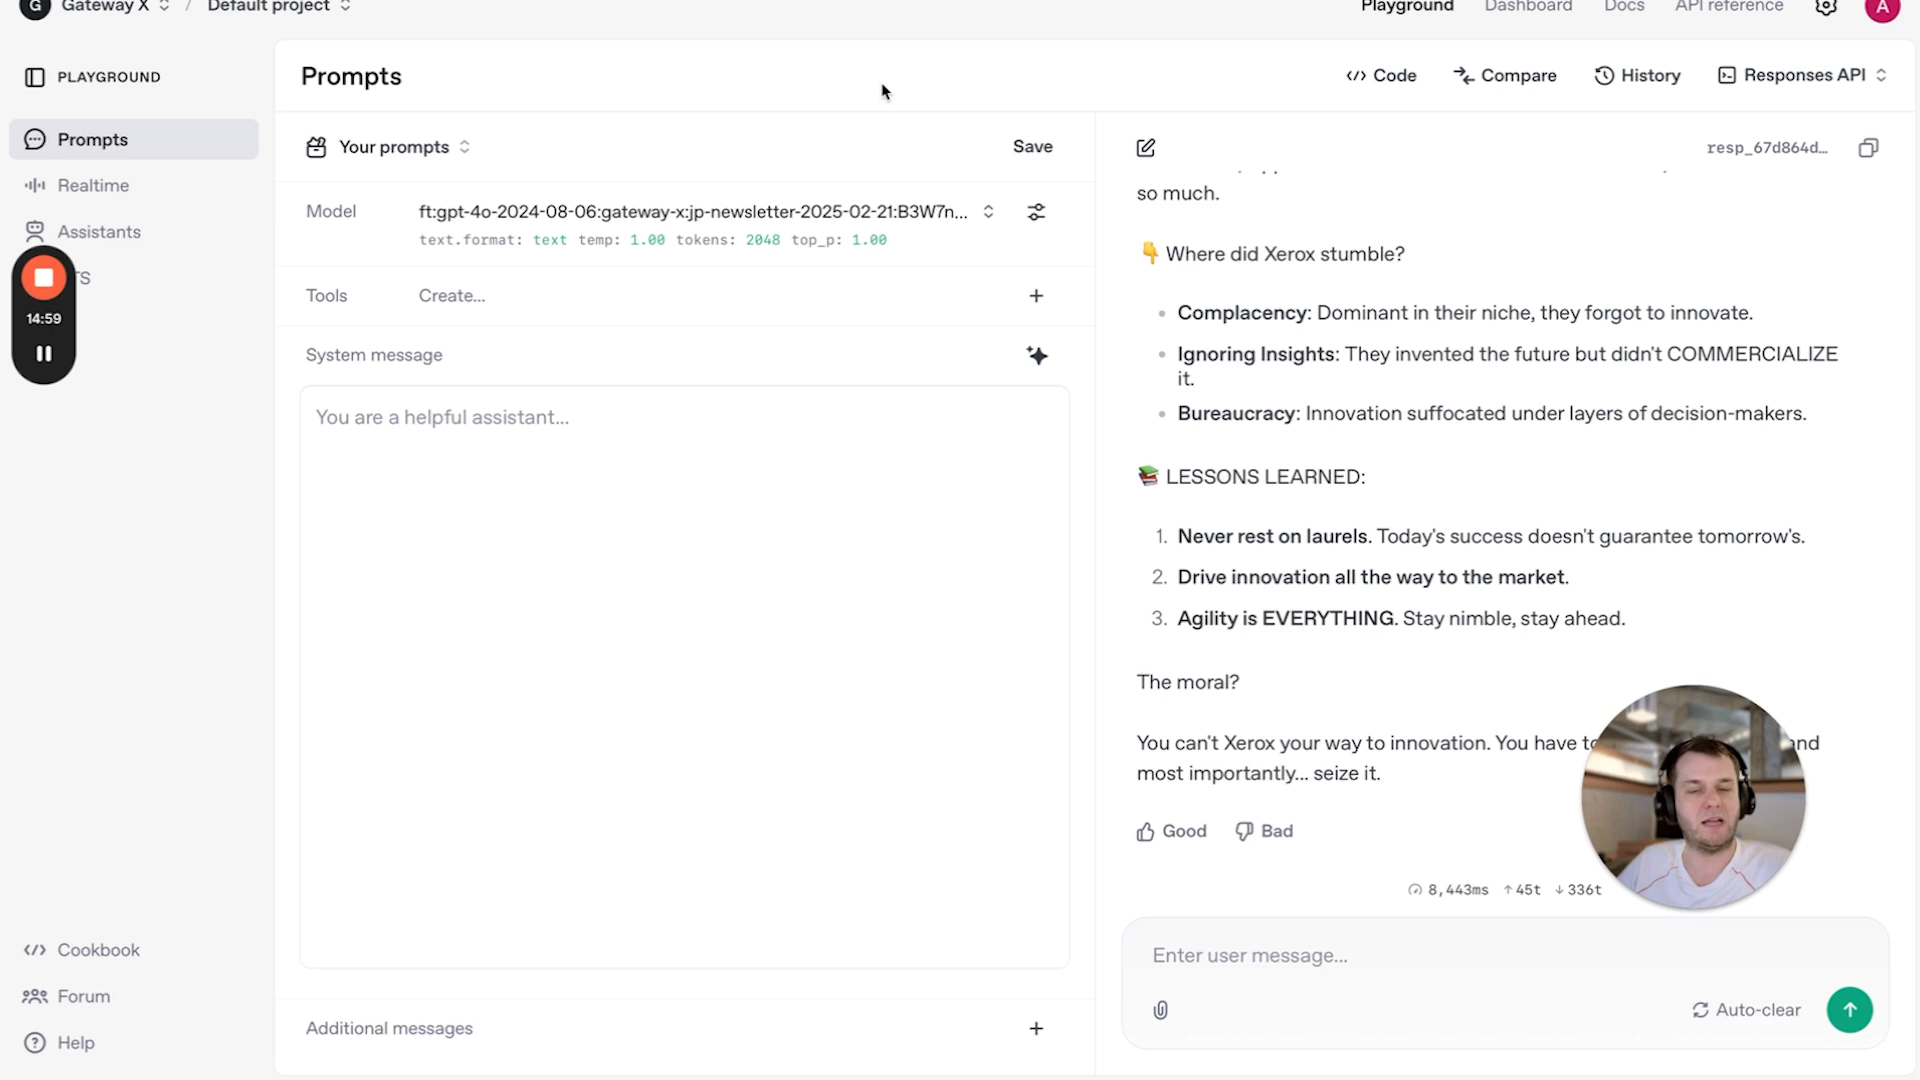 G Gateway X / Default project
Playground Dashboard Docs API reference A
PLAYGROUND
Prompts
Realtime
Assistants
TS
14:59
Cookbook
Forum
Help
Prompts
Code Compare History Responses API
Your prompts Save
Model ft:gpt-4o-2024-08-06:gateway-x:jp-newsletter-2025-02-21:B3W7n...
text.format: text temp: 1.00 tokens: 2048 top_p: 1.00
Tools Create...
System message
You are a helpful assistant...
Additional messages
resp_67d864d…
so much.
👇 Where did Xerox stumble?
• Complacency: Dominant in their niche, they forgot to innovate.
• Ignoring Insights: They invented the future but didn't COMMERCIALIZE
it.
• Bureaucracy: Innovation suffocated under layers of decision-makers.
📚 LESSONS LEARNED:
1. Never rest on laurels. Today's success doesn't guarantee tomorrow's.
2. Drive innovation all the way to the market.
3. Agility is EVERYTHING. Stay nimble, stay ahead.
The moral?
You can't Xerox your way to innovation. You have to nd
most importantly... seize it.
Good Bad
8,443ms ↑45t ↓336t
Enter user message...
Auto-clear